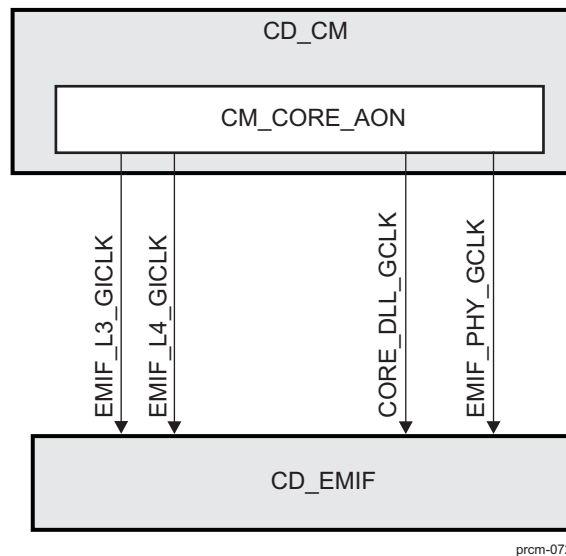 CD_CM
CM_CORE_AON
EMIF_L3_GICLK
EMIF_L4_GICLK
CORE_DLL_GCLK
EMIF_PHY_GCLK
CD_EMIF